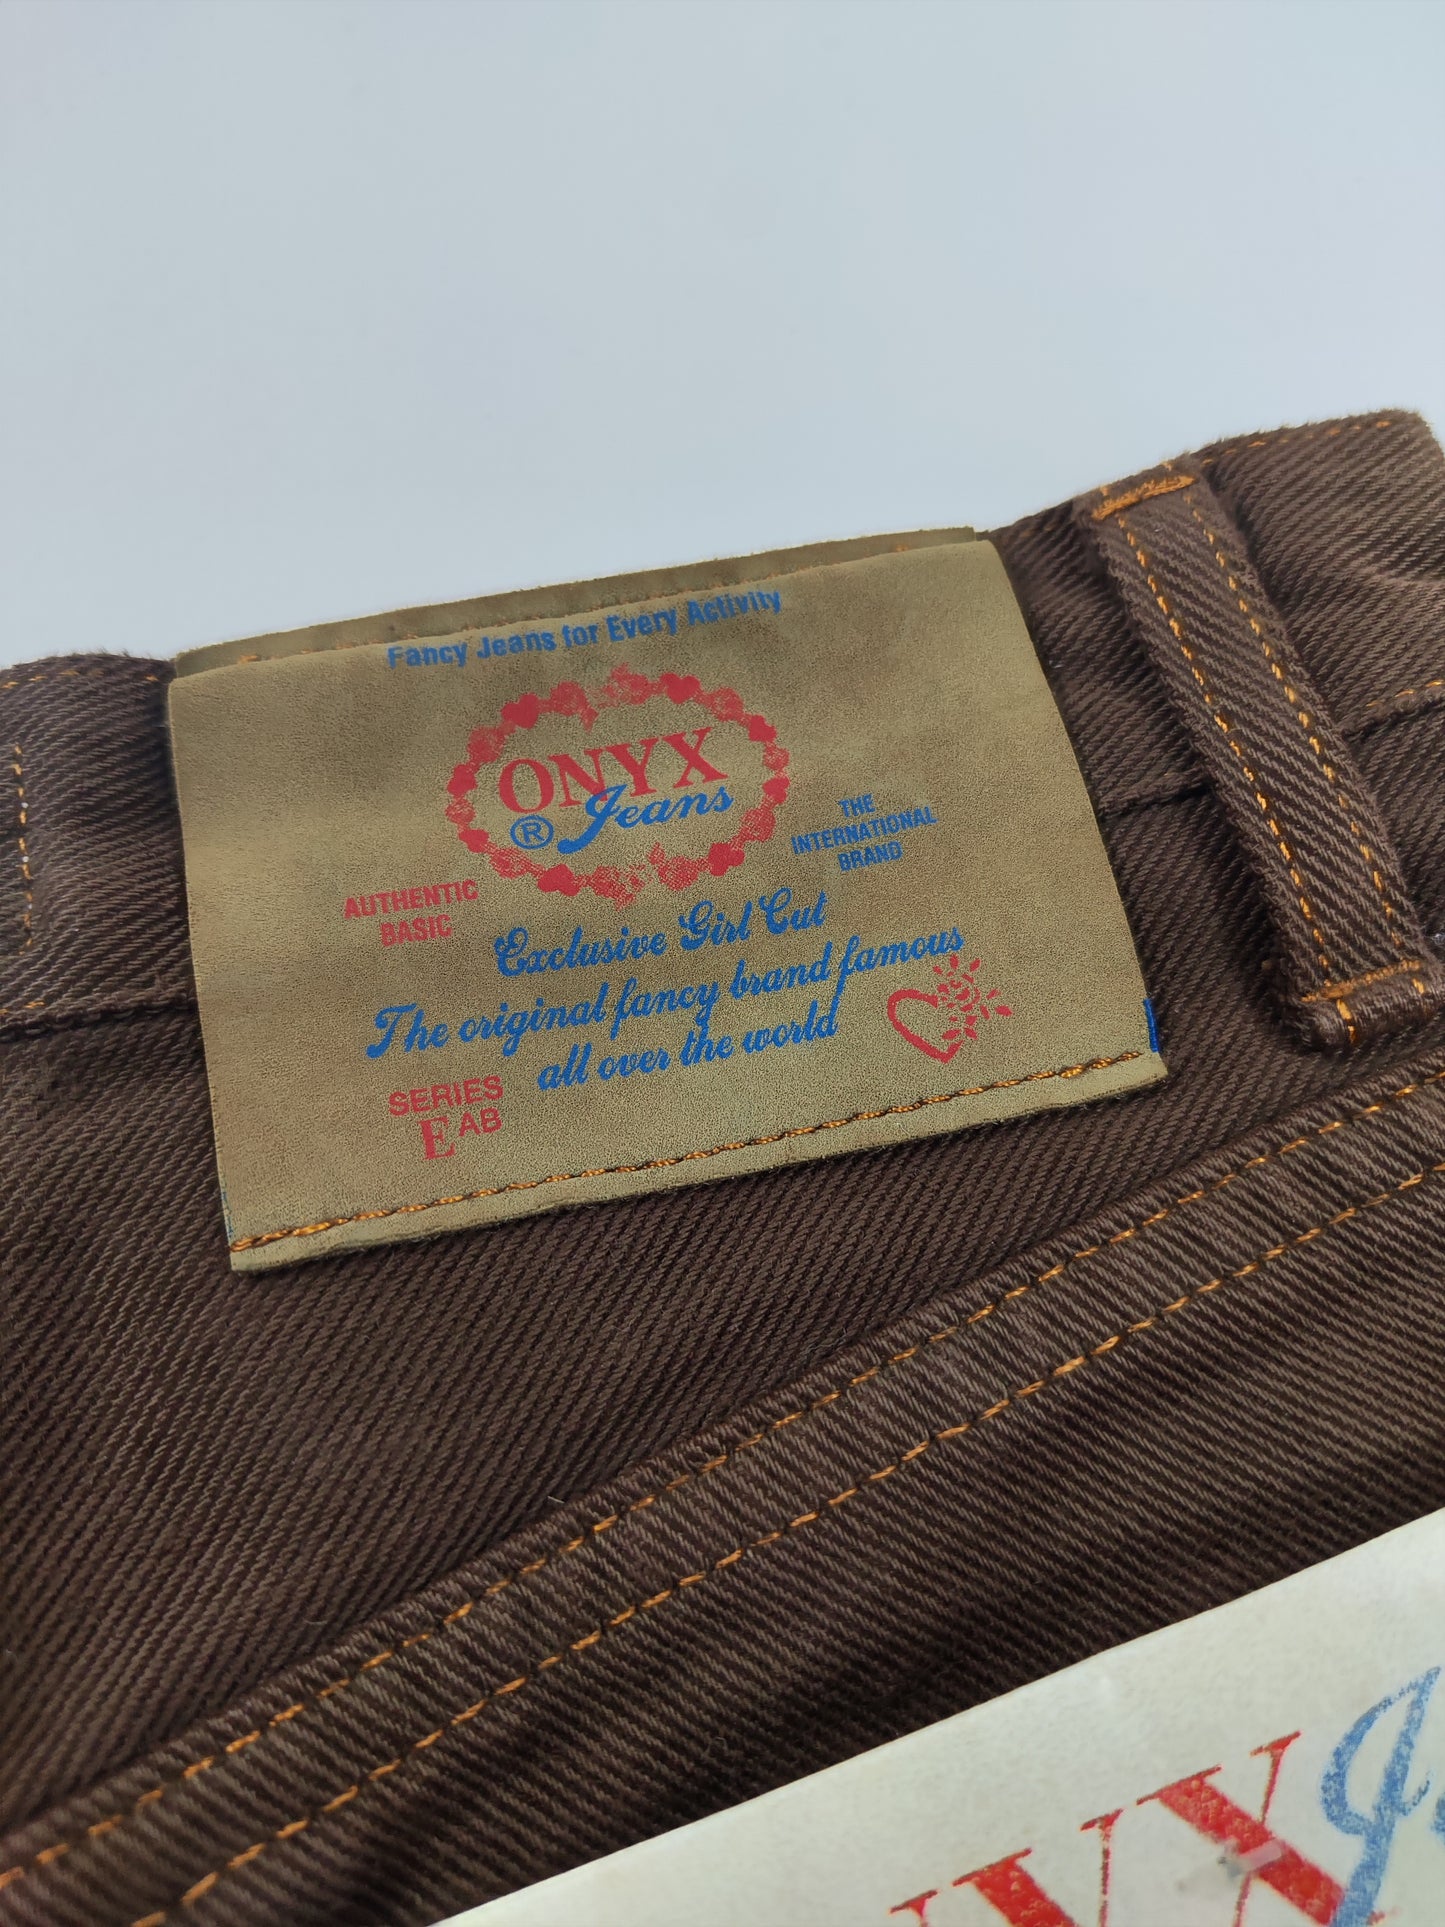 Fancy Jeans for Every Activity
ONYX
® Jeans
THE
INTERNATIONAL
BRAND
AUTHENTIC
BASIC
Exclusive Girl Cut
The original fancy brand famous
all over the world
SERIES
E AB
YX